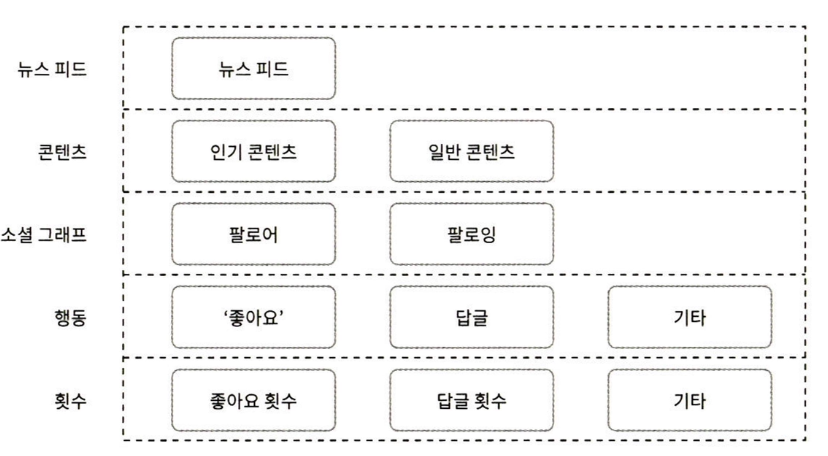 뉴스 피드 뉴스 피드
콘텐츠 인기 콘텐츠 일반 콘텐츠
소셜 그래프 팔로어 팔로잉
행동 ‘좋아요’ 답글 기타
횟수 좋아요 횟수 답글 횟수 기타